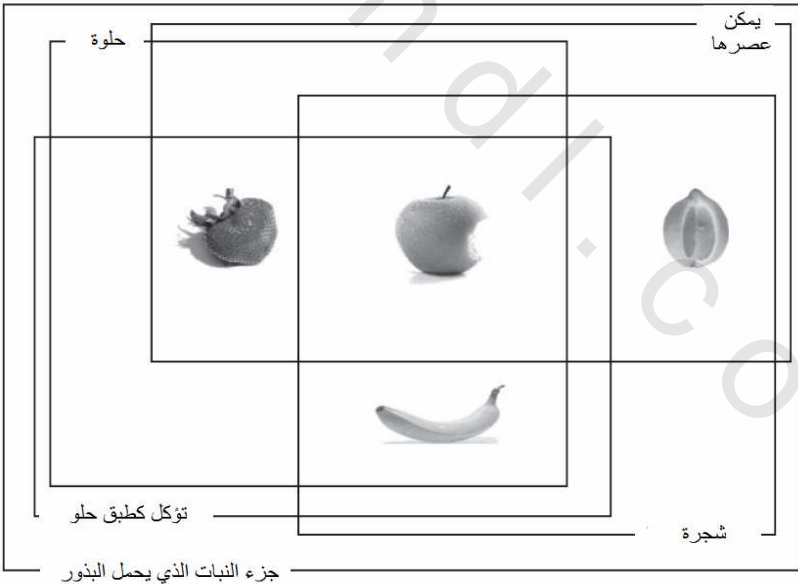 يمكن
عصرها
حلوة
تؤكل كطبق حلو
شجرة
جزء النبات الذي يحمل البذور